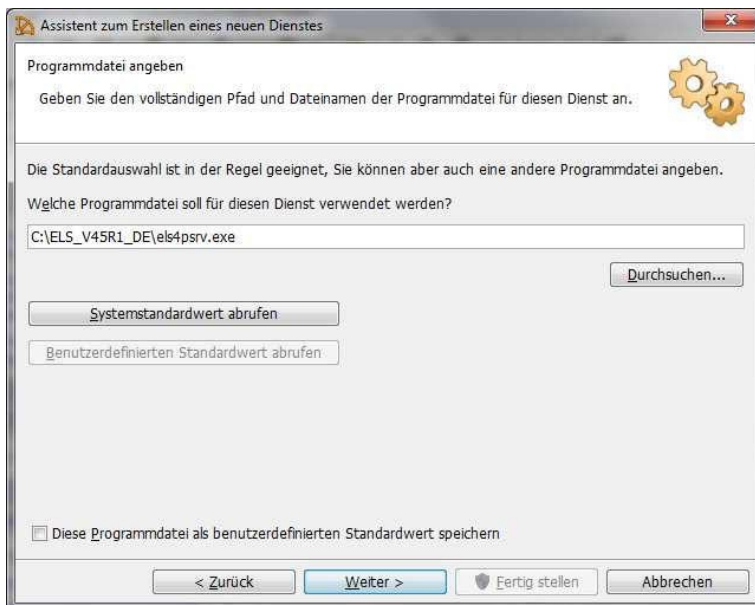 Assistent zum Erstellen eines neuen Dienstes
Programmdatei angeben
Geben Sie den vollständigen Pfad und Dateinamen der Programmdatei für diesen Dienst an.
Die Standardauswahl ist in der Regel geeignet, Sie können aber auch eine andere Programmdatei angeben.
Welche Programmdatei soll für diesen Dienst verwendet werden?
C:\ELS_V45R1_DE\els4psrv.exe
Durchsuchen...
Systemstandardwert abrufen
Benutzerdefinierten Standardwert abrufen
Diese Programmdatei als benutzerdefinierten Standardwert speichern
< Zurück Weiter > Fertig stellen Abbrechen